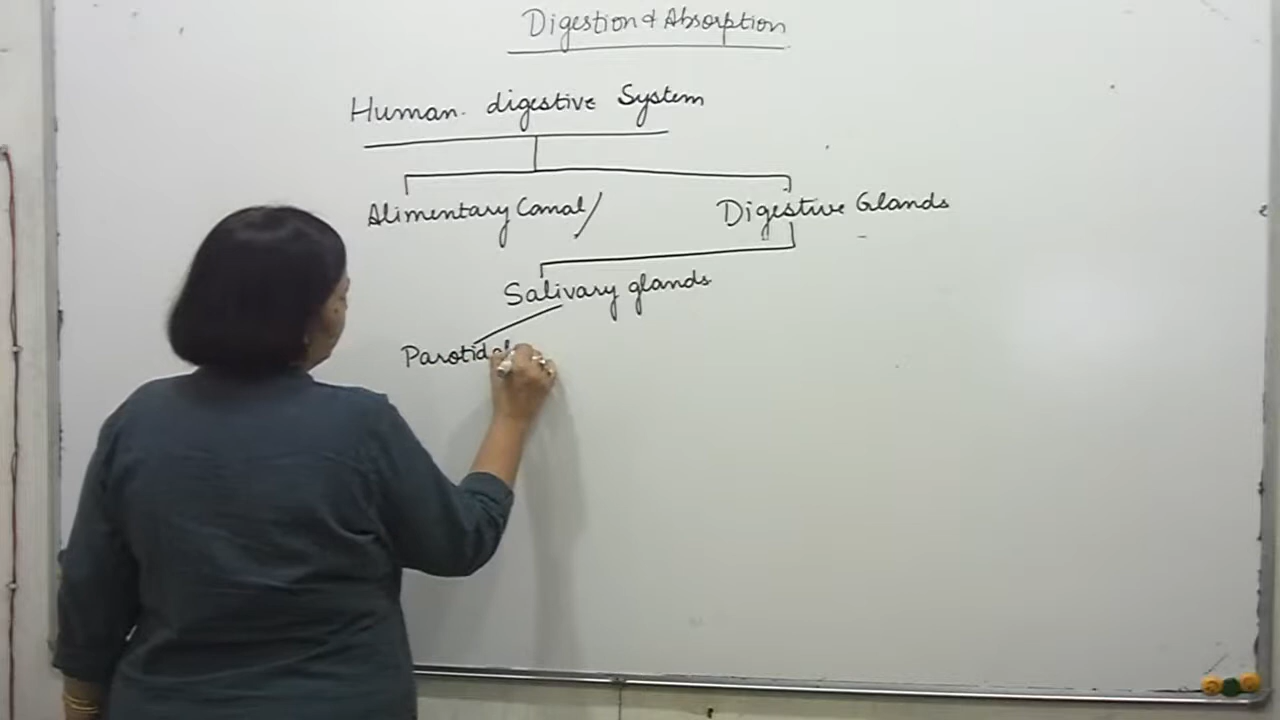 Digestion & Absorption
Human. digestive System
Alimentary Canal/
Digestive Glands
Salivary glands
Parotid